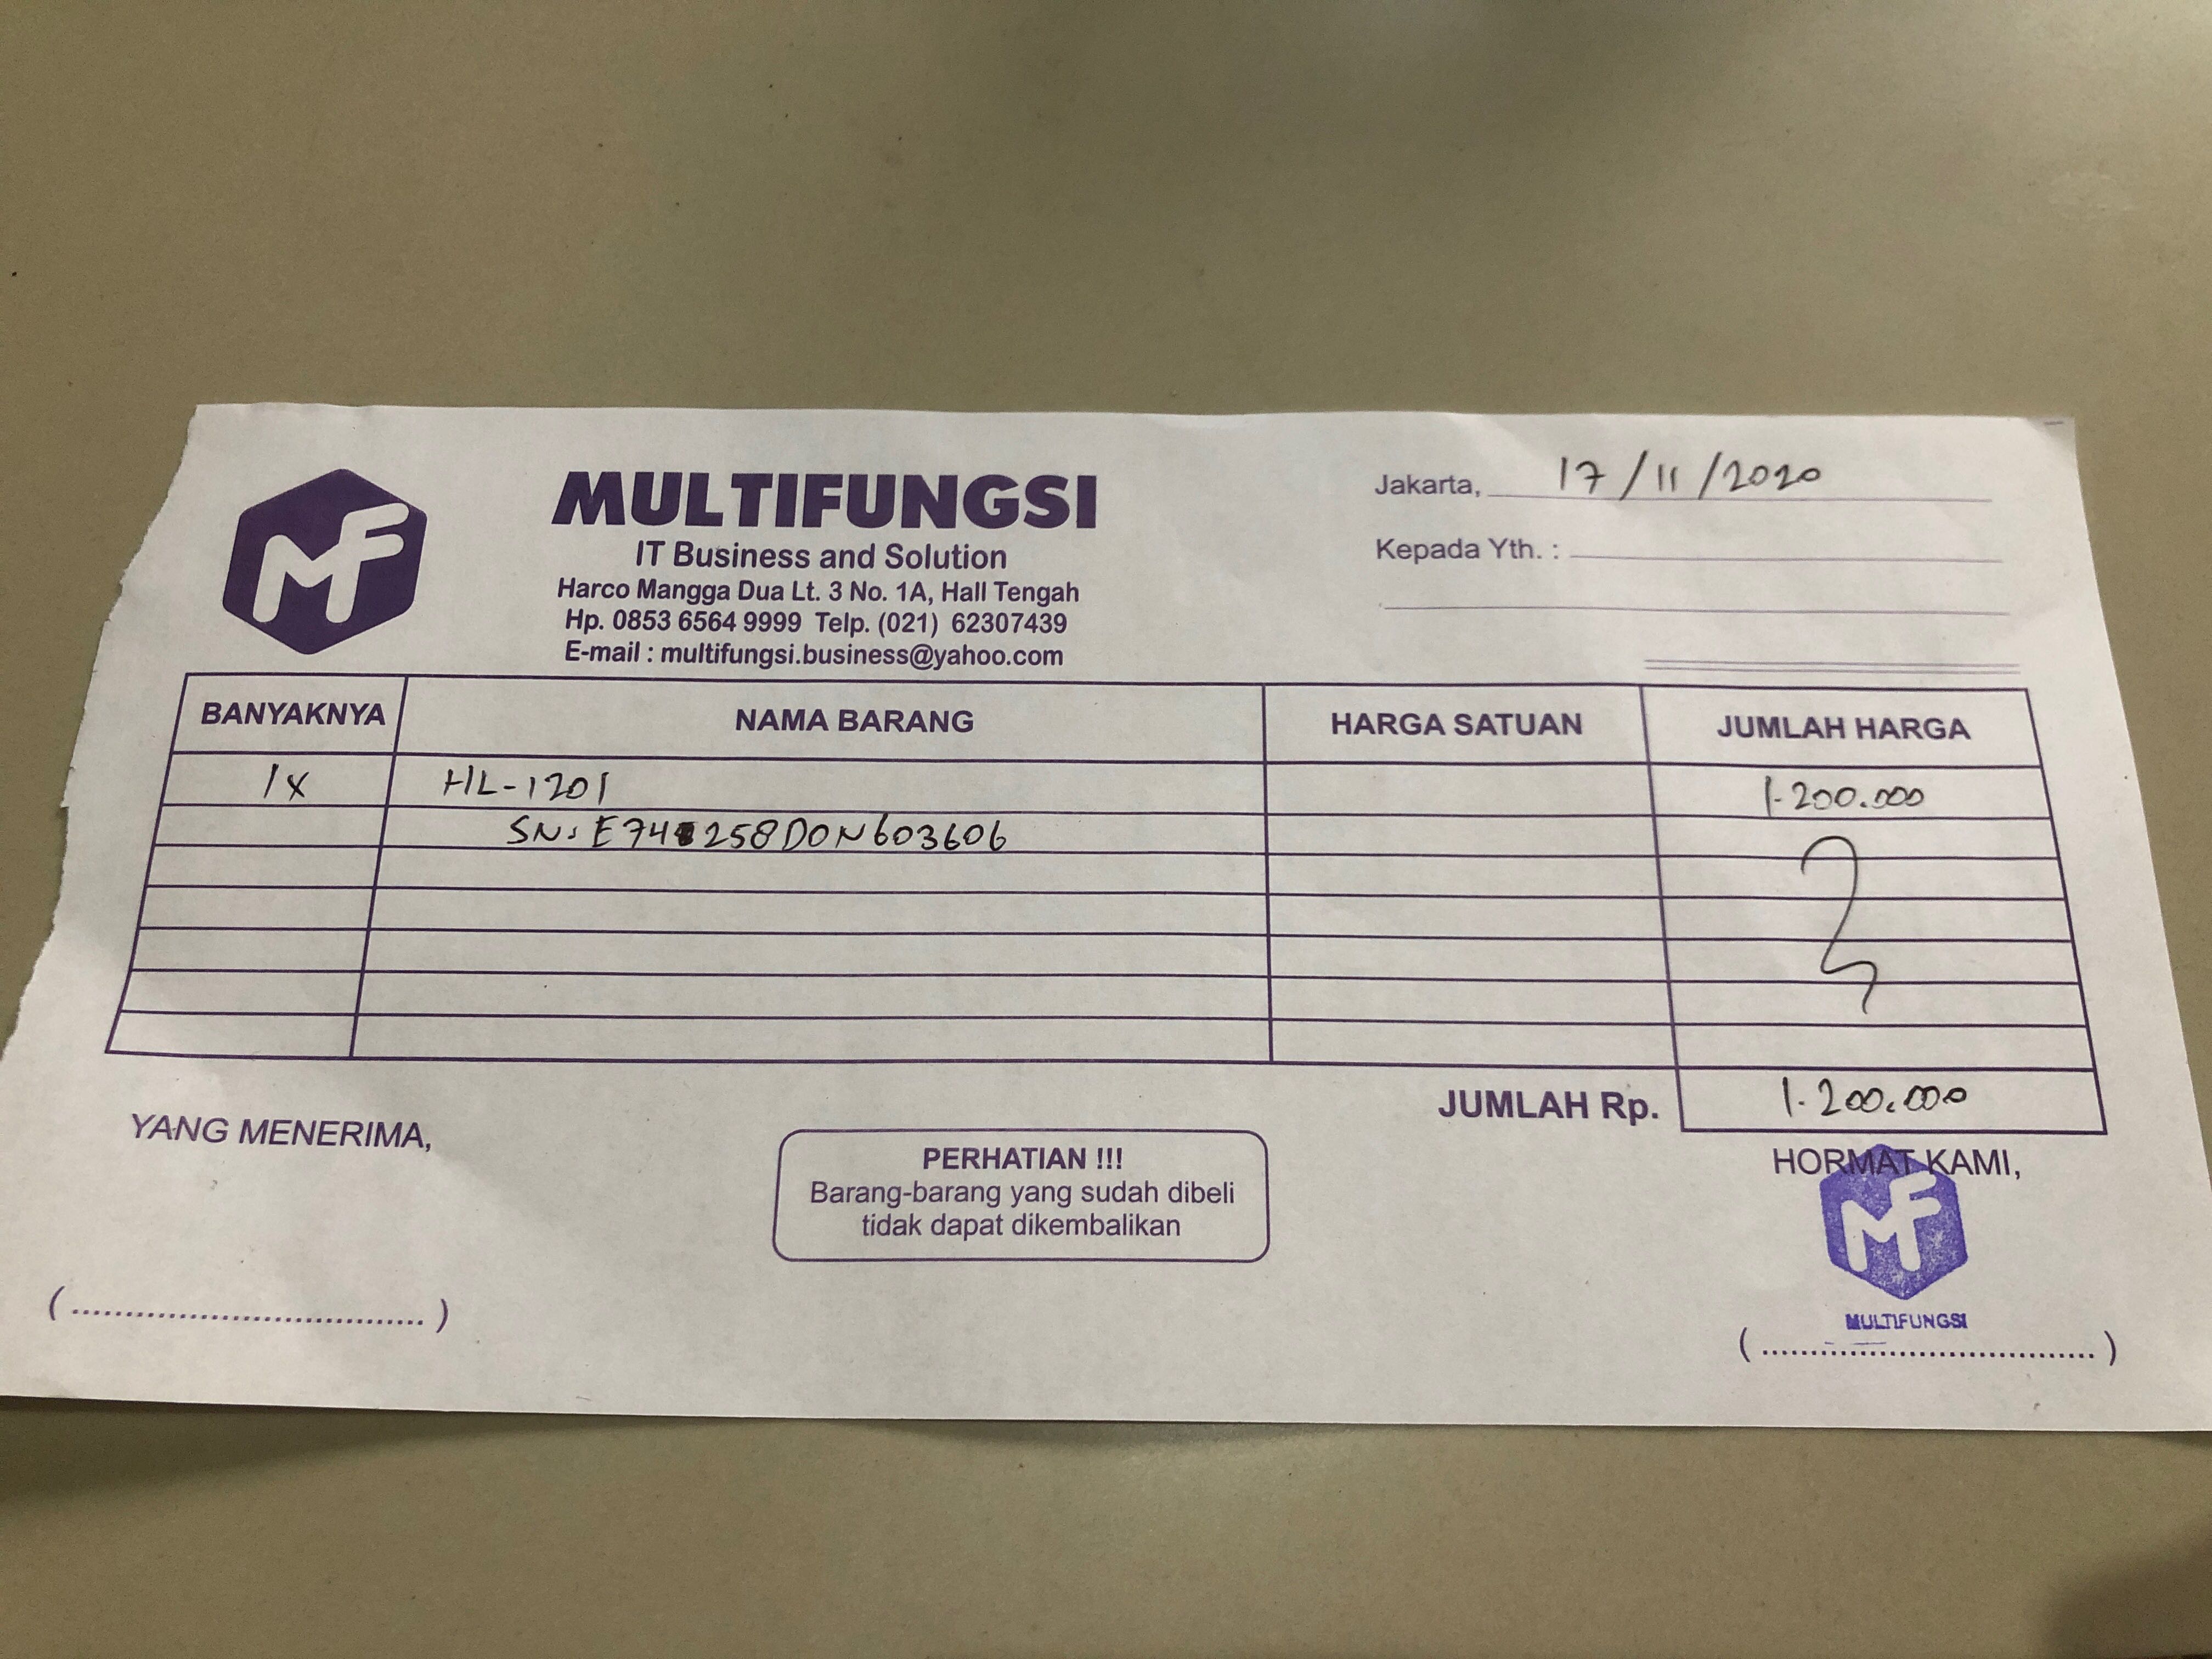 MF
MULTIFUNGSI
IT Business and Solution
Harco Mangga Dua Lt. 3 No. 1A, Hall Tengah
Hp. 0853 6564 9999 Telp. (021) 62307439
E-mail : multifungsi.business@yahoo.com
Jakarta, 17/11/2020
Kepada Yth. :
BANYAKNYA NAMA BARANG HARGA SATUAN JUMLAH HARGA
1x HL-1201 1.200.000
SN:
JUMLAH Rp. 1.200.000
YANG MENERIMA,
PERHATIAN !!!
Barang-barang yang sudah dibeli
tidak dapat dikembalikan
HORMAT KAMI,
MF
MULTIFUNGSI
(.................................)
(.................................)